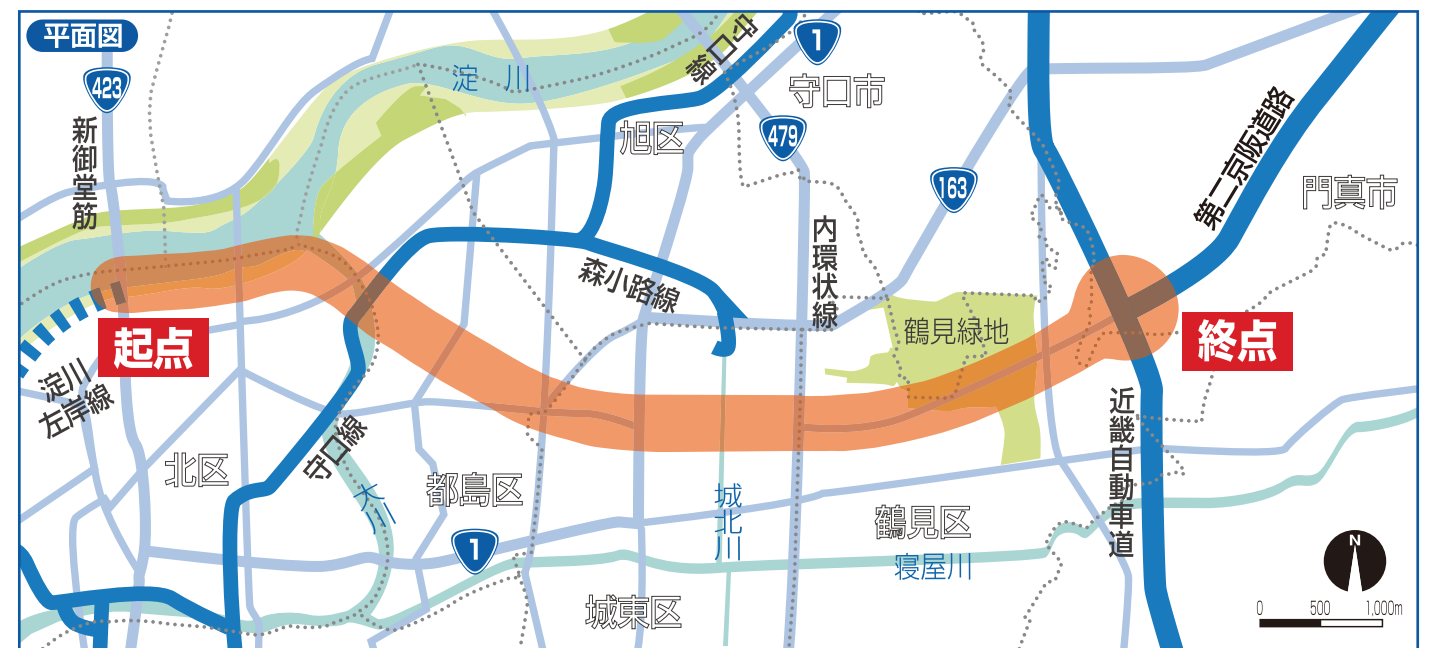 平面図
423
新御堂筋
淀川
守口線
1
守口市
旭区
479
163
第二京阪道路
門真市
内環状線
森小路線
鶴見緑地
起点
終点
淀川
左岸線
北区
守口線
大川
都島区
1
城北川
鶴見区
寝屋川
近畿自動車道
城東区
N
0 500 1,000m